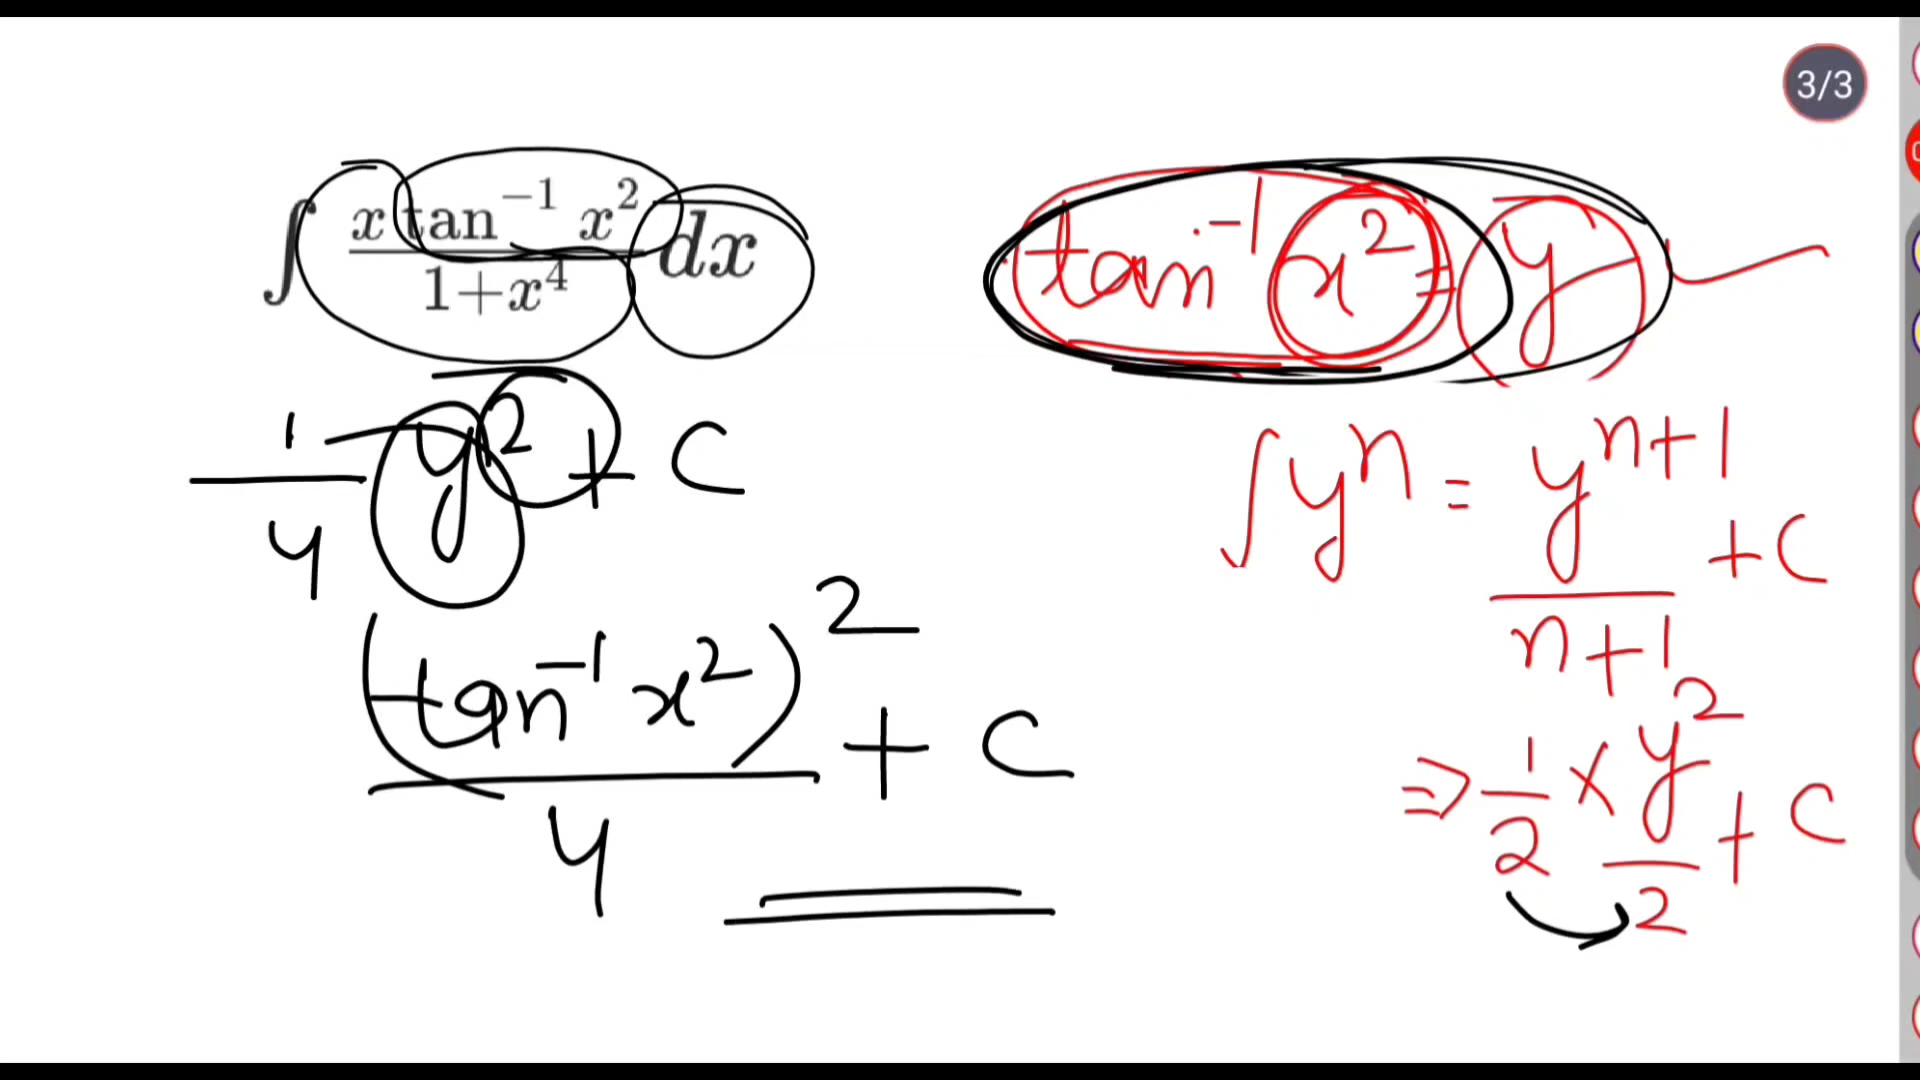 3/3
∫ x tan⁻¹ x² / 1+x⁴ dx
tan⁻¹ x² = y
1/4 y² + C
∫yⁿ = yⁿ⁺¹ / n+1 + C
(tan⁻¹ x²)² / 4 + C
⇒ 1/2 × y²/2 + C